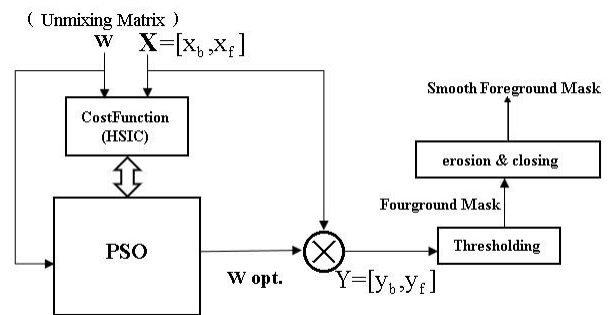 ( Unmixing Matrix )
W X=[x_b,x_f]
CostFunction
(HSIC)
PSO
W opt.
Y=[y_b,y_f]
Thresholding
Fourground Mask
erosion & closing
Smooth Foreground Mask